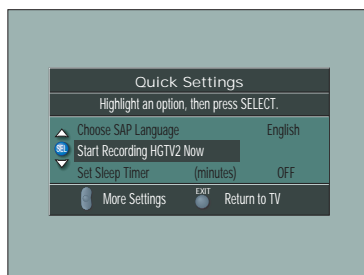 Quick Settings
Highlight an option, then press SELECT.
Choose SAP Language English
SEL Start Recording HGTV2 Now
Set Sleep Timer (minutes) OFF
More Settings EXIT Return to TV